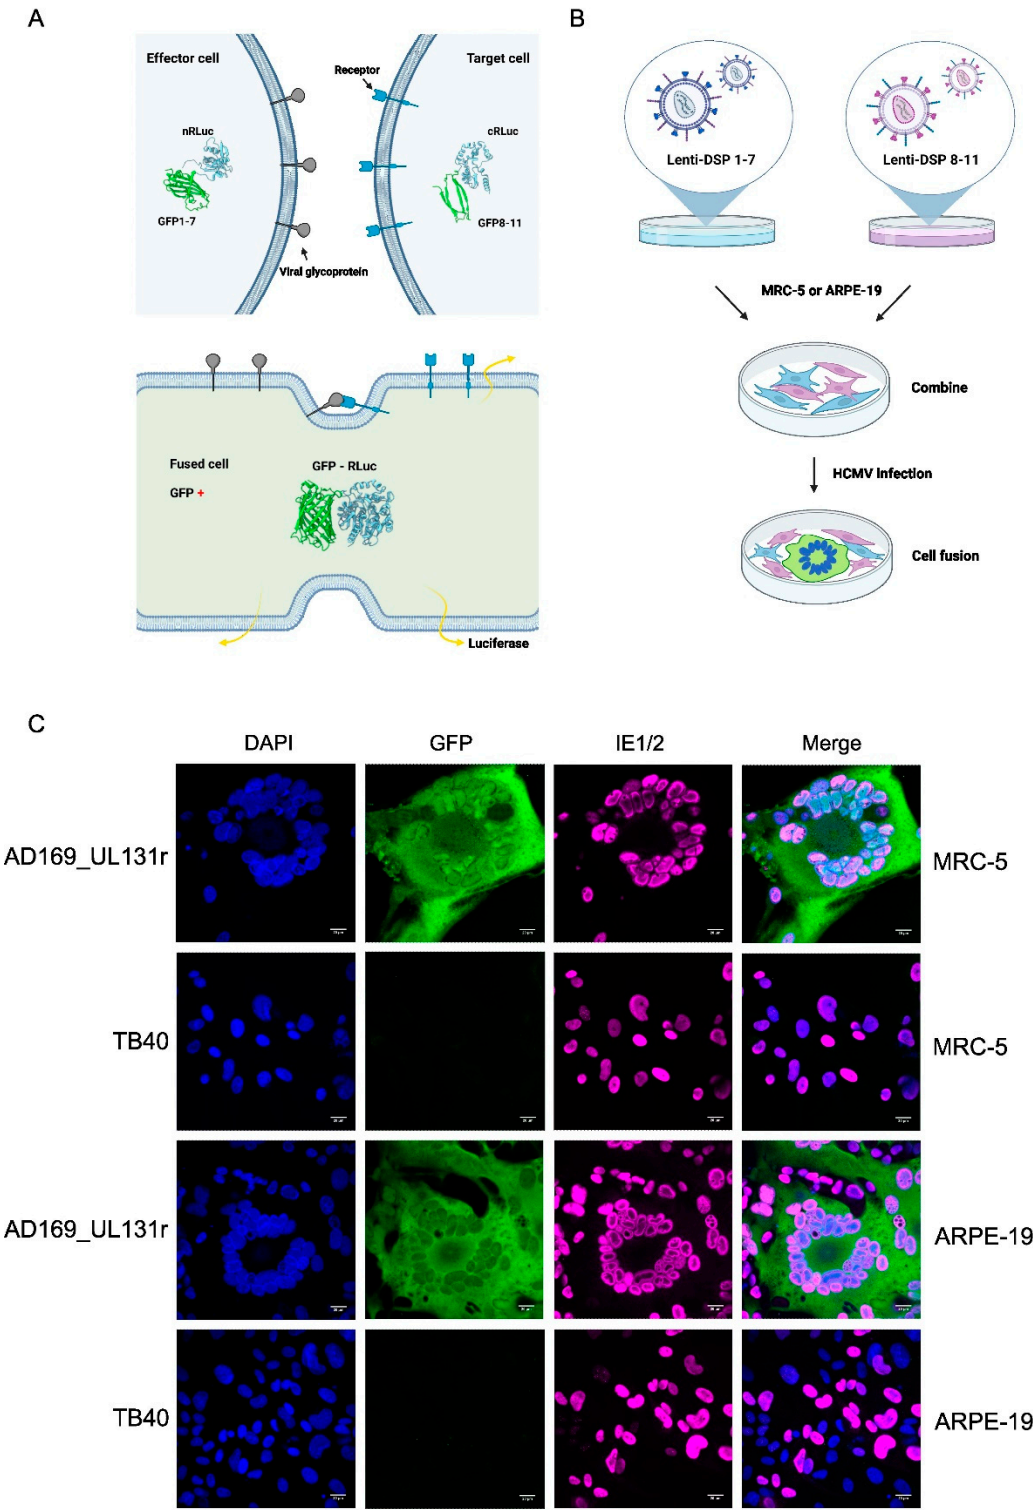 A
Effector cell
Target cell
Receptor
nRLuc
cRLuc
GFP1-7
GFP8-11
Viral glycoprotein
Fused cell
GFP - RLuc
GFP +
Luciferase
B
Lenti-DSP 1-7
Lenti-DSP 8-11
MRC-5 or ARPE-19
Combine
HCMV Infection
Cell fusion
C
DAPI GFP IE1/2 Merge
AD169_UL131r MRC-5
TB40 MRC-5
AD169_UL131r ARPE-19
TB40 ARPE-19